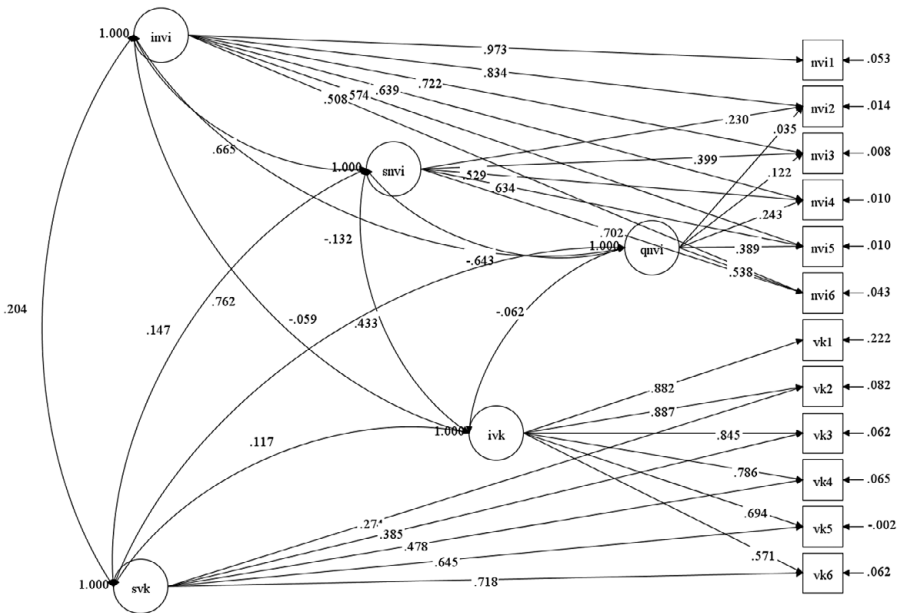 1.000 invi
.973
nvi1 .053
.834
.722
.639
.574
.508
nvi2 .014
.230
.035
.665
1.000 snvi
.399
nvi3 .008
.529
.122
.634
nvi4 .010
.243
.702
-.132
1.000 qnvi
.389
nvi5 .010
-.643
.538
nvi6 .043
.204
.762
.147
-.059
.433
-.062
vk1 .222
.882
vk2 .082
.887
.117
1.000 ivk
.845
vk3 .062
.786
vk4 .065
.694
.385
.478
vk5 -.002
.645
.571
1.000 svk
.718
vk6 .062